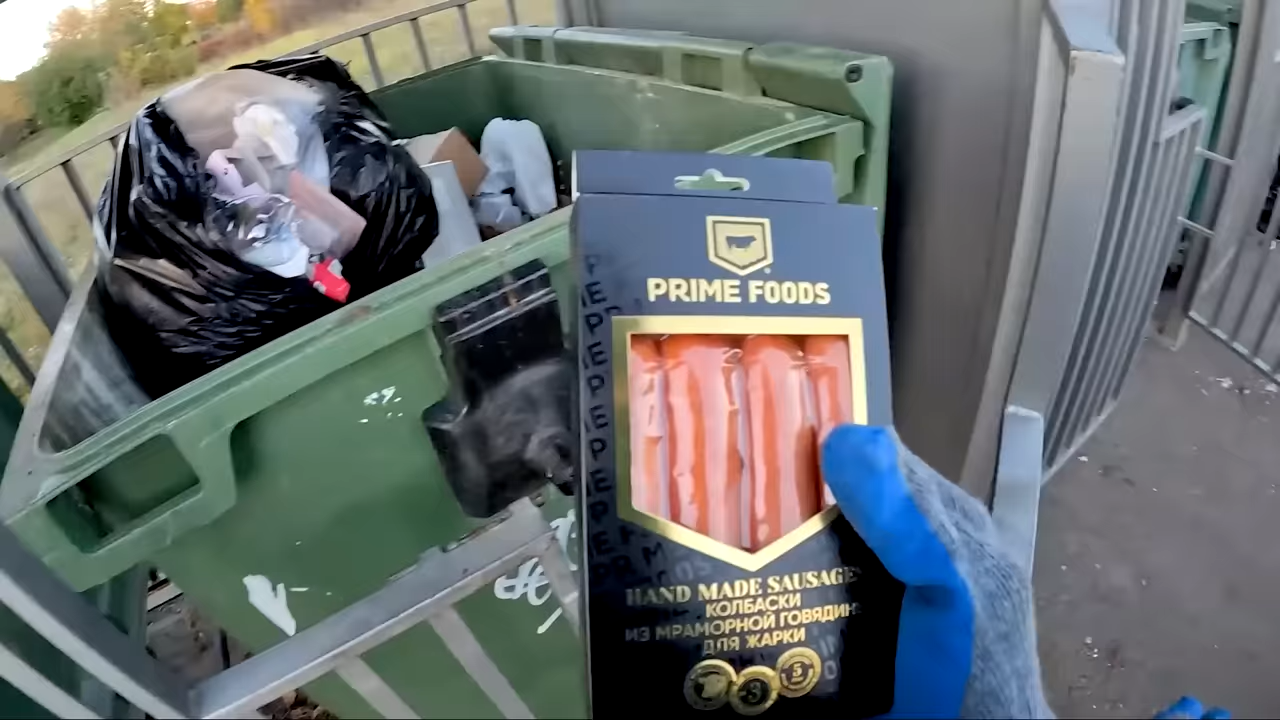 PRIME FOODS
HAND MADE SAUSAGE
КОЛБАСКИ
ИЗ МРАМОРНОЙ ГОВЯДИН
ДЛЯ ЖАРКИ